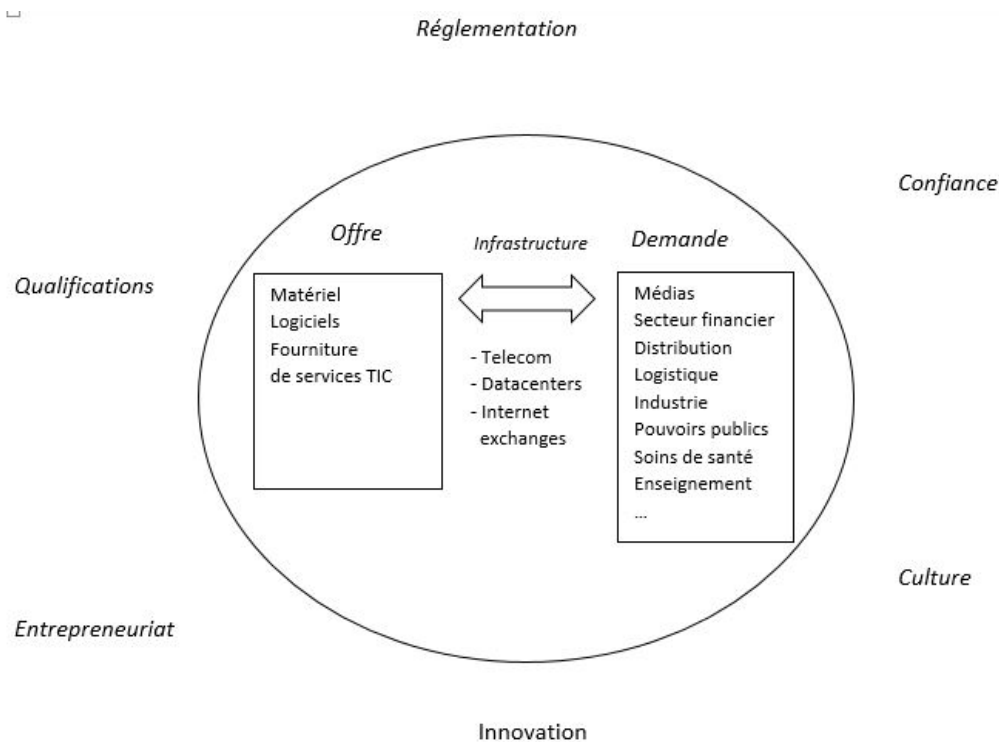 Réglementation
Confiance
Offre
Infrastructure
Demande
Qualifications
Matériel
Logiciels
Fourniture
de services TIC
- Telecom
- Datacenters
- Internet
exchanges
Médias
Secteur financier
Distribution
Logistique
Industrie
Pouvoirs publics
Soins de santé
Enseignement
...
Culture
Entrepreneuriat
Innovation